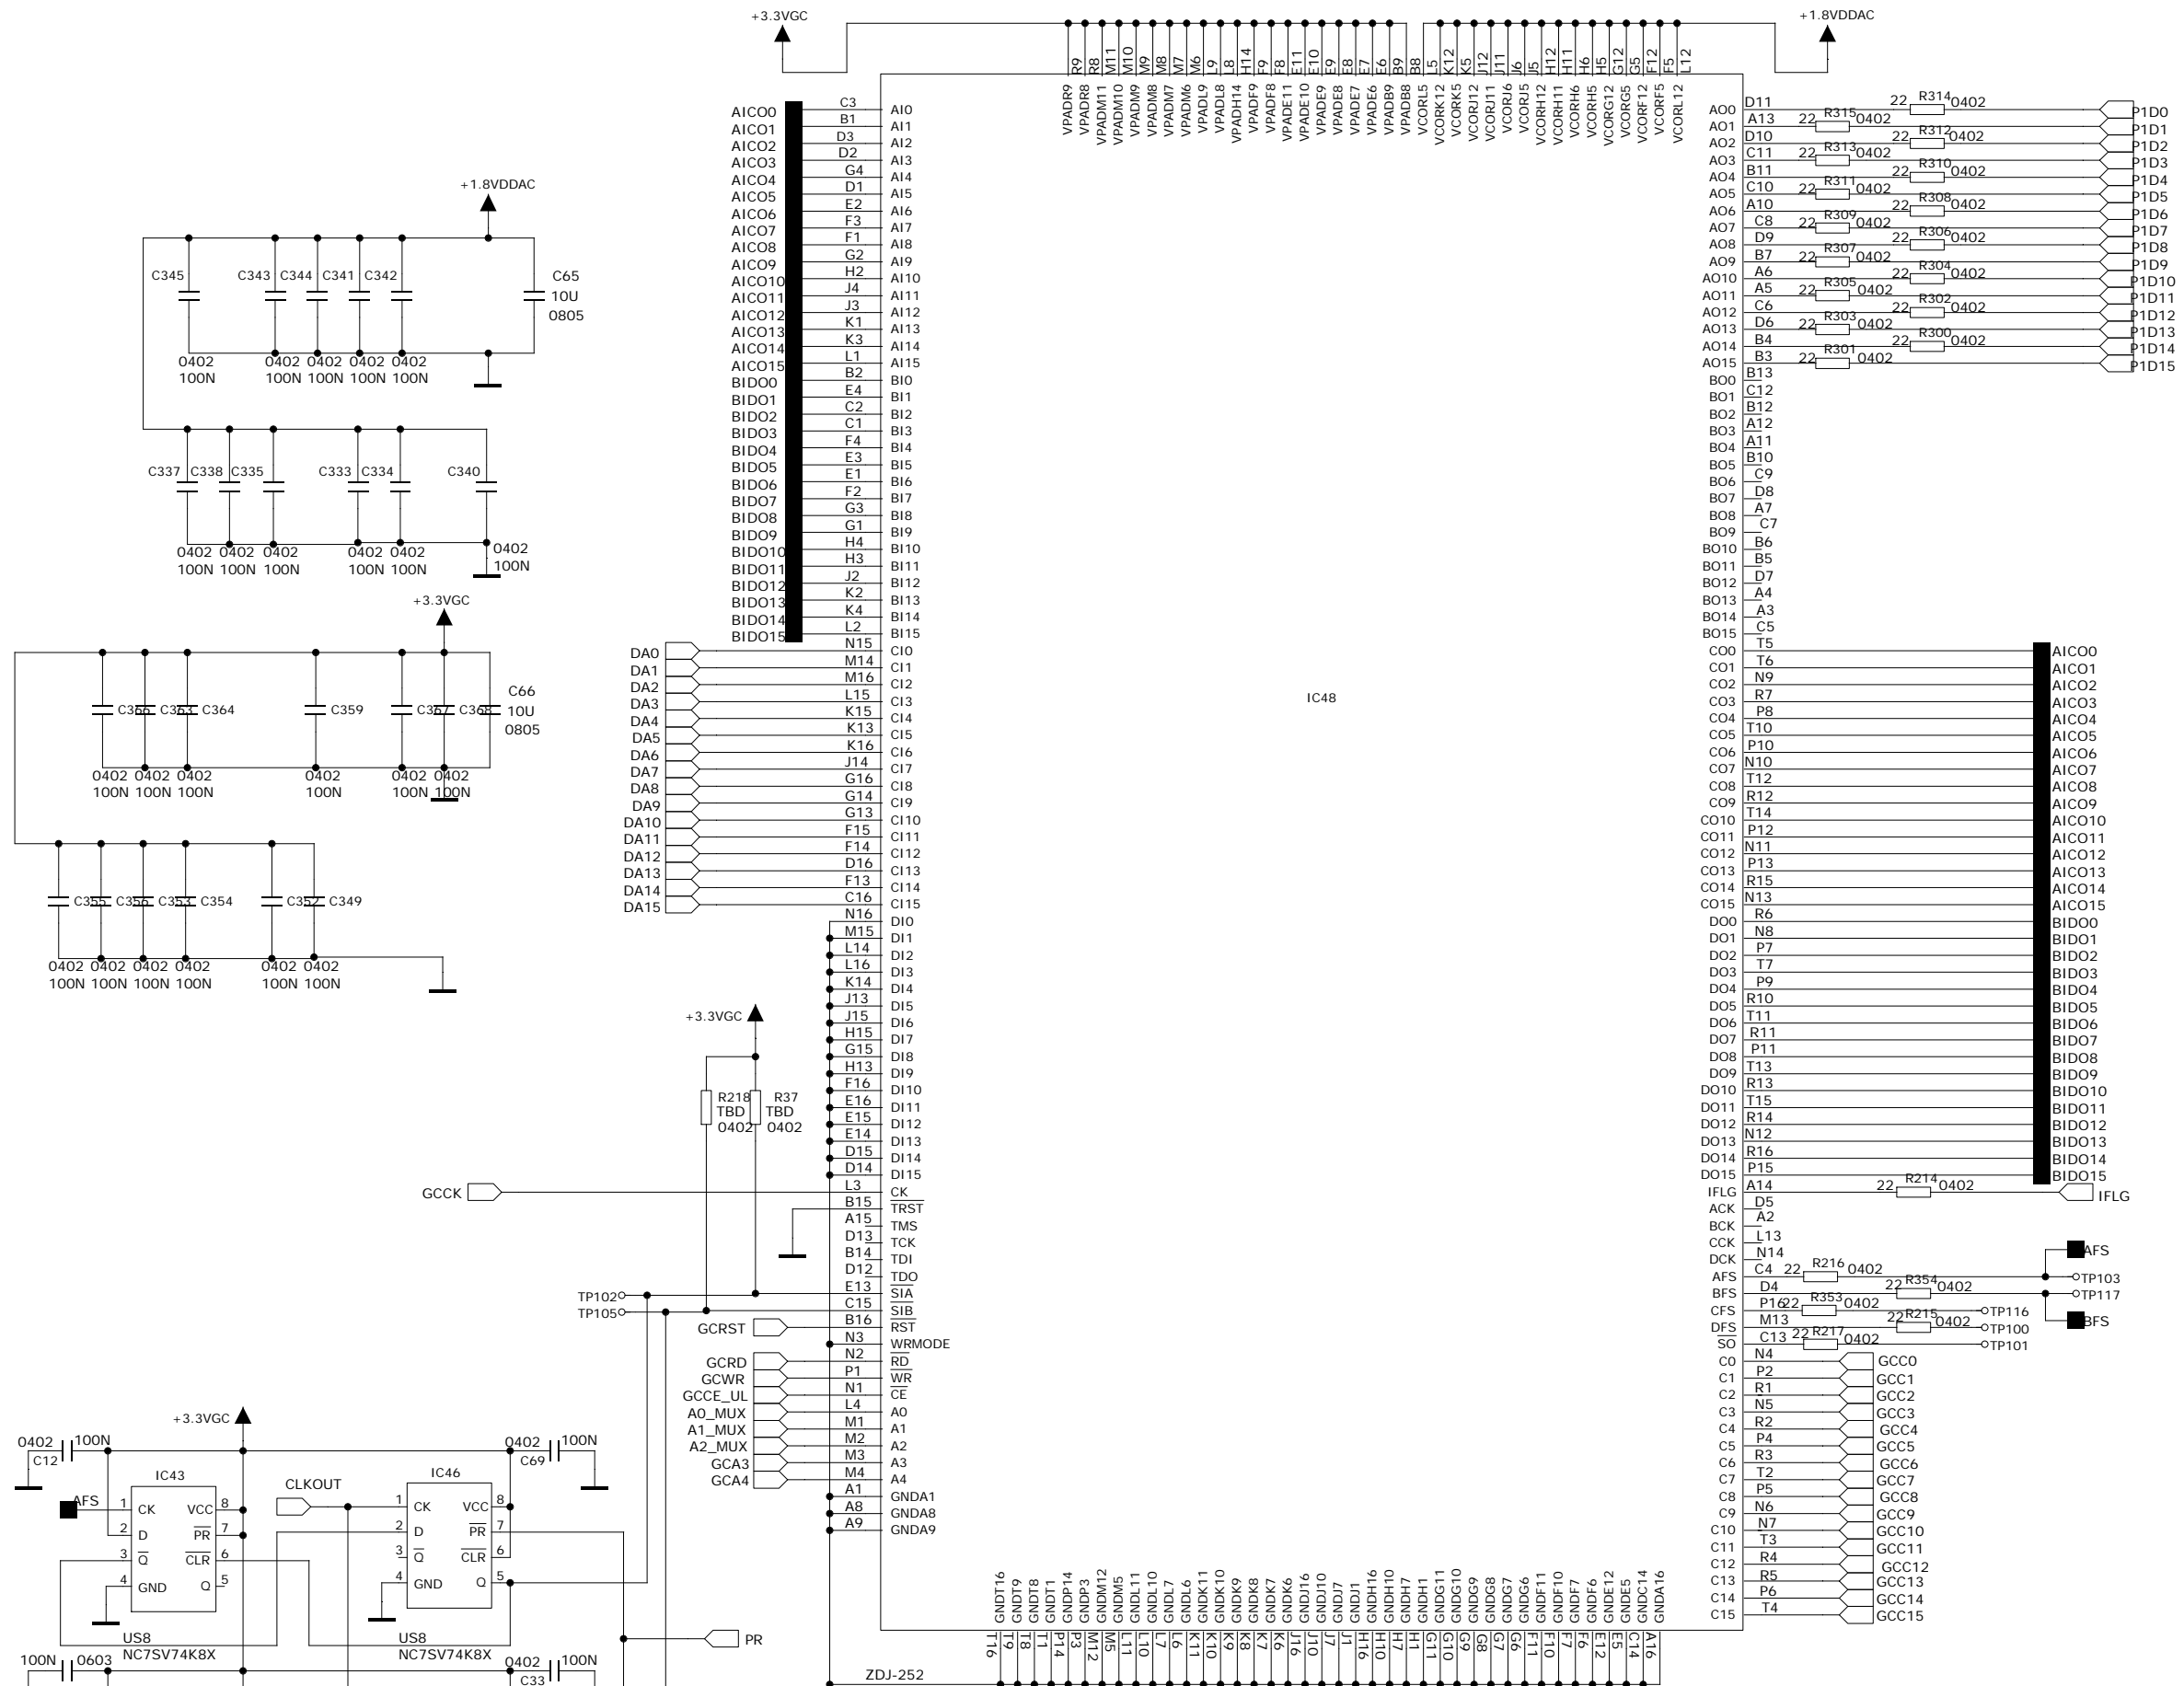 +3.3VGC
+1.8VDDAC
R9 R8 M11 M10 M9 M8 M7 M6 L9 L8 H14 F9 F8 E11 E10 E9 E8 E7 E6 B9 B8 L5 K12 K5 J12 J11 J6 J5 H12 H11 H6 H5 G12 G5 F12 F5 L12
VPADR9 VPADR8 VPADM11 VPADM10 VPADM9 VPADM8 VPADM7 VPADM6 VPADL9 VPADL8 VPADH14 VPADF9 VPADF8 VPADE11 VPADE10 VPADE9 VPADE8 VPADE7 VPADE6 VPADB9 VPADB8 VCORL5 VCORK12 VCORK5 VCORJ12 VCORJ11 VCORJ6 VCORJ5 VCORH12 VCORH11 VCORH6 VCORH5 VCORG12 VCORG5 VCORF12 VCORF5 VCORL12
AICO0 C3 AI0
AICO1 B1 AI1
AICO2 D3 AI2
AICO3 D2 AI3
AICO4 G4 AI4
AICO5 D1 AI5
AICO6 E2 AI6
AICO7 F3 AI7
AICO8 F1 AI8
AICO9 G2 AI9
AICO10 H2 AI10
AICO11 J4 AI11
AICO12 J3 AI12
AICO13 K1 AI13
AICO14 K3 AI14
AICO15 L1 AI15
BIDO0 B2 BI0
BIDO1 E4 BI1
BIDO2 C2 BI2
BIDO3 C1 BI3
BIDO4 F4 BI4
BIDO5 E3 BI5
BIDO6 E1 BI6
BIDO7 F2 BI7
BIDO8 G3 BI8
BIDO9 G1 BI9
BIDO10 H4 BI10
BIDO11 H3 BI11
BIDO12 J2 BI12
BIDO13 K2 BI13
BIDO14 K4 BI14
BIDO15 L2 BI15
DA0 N15 CI0
DA1 M14 CI1
DA2 M16 CI2
DA3 L15 CI3
DA4 K15 CI4
DA5 K13 CI5
DA6 K16 CI6
DA7 J14 CI7
DA8 G16 CI8
DA9 G14 CI9
DA10 G13 CI10
DA11 F15 CI11
DA12 F14 CI12
DA13 D16 CI13
DA14 F13 CI14
DA15 C16 CI15
N16 DI0
M15 DI1
L14 DI2
L16 DI3
K14 DI4
J13 DI5
J15 DI6
H15 DI7
G15 DI8
H13 DI9
F16 DI10
E16 DI11
E15 DI12
E14 DI13
D15 DI14
D14 DI15
GCCK L3 CK
B15 TRST
A15 TMS
D13 TCK
B14 TDI
D12 TDO
TP102 E13 SIA
TP105 C15 SIB
GCRST B16 RST
N3 WRMODE
GCRD N2 RD
GCWR P1 WR
GCCE_UL N1 CE
A0_MUX L4 A0
A1_MUX M1 A1
A2_MUX M2 A2
GCA3 M3 A3
GCA4 M4 A4
A1 GNDA1
A8 GNDA8
A9 GNDA9
IC48
AO0 D11 22 R314 0402 P1D0
AO1 A13 22 R315 0402 P1D1
AO2 D10 22 R312 0402 P1D2
AO3 C11 22 R313 0402 P1D3
AO4 B11 22 R310 0402 P1D4
AO5 C10 22 R311 0402 P1D5
AO6 A10 22 R308 0402 P1D6
AO7 C8 22 R309 0402 P1D7
AO8 D9 22 R306 0402 P1D8
AO9 B7 22 R307 0402 P1D9
AO10 A6 22 R304 0402 P1D10
AO11 A5 22 R305 0402 P1D11
AO12 C6 22 R302 0402 P1D12
AO13 D6 22 R303 0402 P1D13
AO14 B4 22 R300 0402 P1D14
AO15 B3 22 R301 0402 P1D15
BO0 B13
BO1 C12
BO2 B12
BO3 A12
BO4 A11
BO5 B10
BO6 C9
BO7 D8
BO8 A7
BO9 C7
BO10 B6
BO11 B5
BO12 D7
BO13 A4
BO14 A3
BO15 C5
CO0 T5 AICO0
CO1 T6 AICO1
CO2 N9 AICO2
CO3 R7 AICO3
CO4 P8 AICO4
CO5 T10 AICO5
CO6 P10 AICO6
CO7 N10 AICO7
CO8 T12 AICO8
CO9 R12 AICO9
CO10 T14 AICO10
CO11 P12 AICO11
CO12 N11 AICO12
CO13 P13 AICO13
CO14 R15 AICO14
CO15 N13 AICO15
DO0 R6 BIDO0
DO1 N8 BIDO1
DO2 P7 BIDO2
DO3 T7 BIDO3
DO4 P9 BIDO4
DO5 R10 BIDO5
DO6 T11 BIDO6
DO7 R11 BIDO7
DO8 P11 BIDO8
DO9 T13 BIDO9
DO10 R13 BIDO10
DO11 T15 BIDO11
DO12 R14 BIDO12
DO13 N12 BIDO13
DO14 R16 BIDO14
DO15 P15 BIDO15
IFLG A14 22 R214 0402 IFLG
ACK D5
BCK A2
CCK L13
DCK N14
AFS
AFS C4 22 R216 0402 TP103
BFS D4 22 R354 0402 TP117
CFS P16 22 R353 0402 TP116
BFS
DFS M13 22 R215 0402 TP100
SO C13 22 R217 0402 TP101
C0 N4 GCC0
C1 P2 GCC1
C2 R1 GCC2
C3 N5 GCC3
C4 R2 GCC4
C5 P4 GCC5
C6 R3 GCC6
C7 T2 GCC7
C8 P5 GCC8
C9 N6 GCC9
C10 N7 GCC10
C11 T3 GCC11
C12 R4 GCC12
C13 R5 GCC13
C14 P6 GCC14
C15 T4 GCC15
GNDT16 GNDT9 GNDT8 GNDT1 GNDP14 GNDP3 GNDM12 GNDM5 GNDL11 GNDL10 GNDL7 GNDL6 GNDK11 GNDK10 GNDK9 GNDK8 GNDK7 GNDK6 GNDJ16 GNDJ10 GNDJ7 GNDJ1 GNDH16 GNDH10 GNDH7 GNDH1 GNDG11 GNDG10 GNDG9 GNDG8 GNDG7 GNDG6 GNDF11 GNDF10 GNDF7 GNDF6 GNDE12 GNDE5 GNDC14 GNDA16
T16 T9 T8 T1 P14 P3 M12 M5 L11 L10 L7 L6 K11 K10 K9 K8 K7 K6 J16 J10 J7 J1 H16 H10 H7 H1 G11 G10 G9 G8 G7 G6 F11 F10 F7 F6 E12 E5 C14 A16
ZDJ-252
+1.8VDDAC
C345 C343 C344 C341 C342 C65
10U
0805
0402 0402 0402 0402 0402
100N 100N 100N 100N 100N
C337 C338 C335 C333 C334 C340
0402 0402 0402 0402 0402 0402
100N 100N 100N 100N 100N 100N
+3.3VGC
C363 C364 C359 C367 C368 C66
10U
0805
0402 0402 0402 0402 0402 0402
100N 100N 100N 100N 100N 100N
C355 C356 C353 C354 C352 C349
0402 0402 0402 0402 0402 0402
100N 100N 100N 100N 100N 100N
+3.3VGC
R218 R37
TBD TBD
0402 0402
+3.3VGC
0402 100N
C12
0402 100N
C69
IC43
AFS
1 CK VCC 8
2 D PR 7
3 Q CLR 6
4 GND Q 5
US8
NC7SV74K8X
CLKOUT
IC46
1 CK VCC 8
2 D PR 7
3 Q CLR 6
4 GND Q 5
US8
NC7SV74K8X
PR
100N 0603
0402 100N
C33